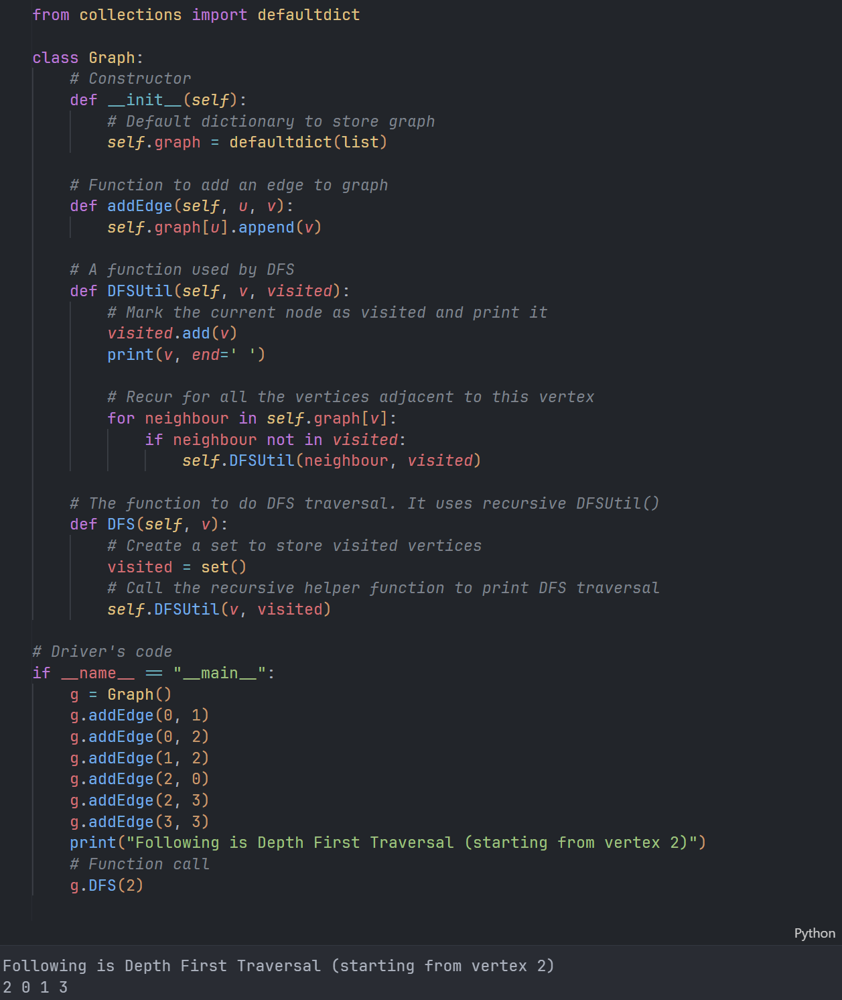 from collections import defaultdict

class Graph:
    # Constructor
    def __init__(self):
        # Default dictionary to store graph
        self.graph = defaultdict(list)

    # Function to add an edge to graph
    def addEdge(self, u, v):
        self.graph[u].append(v)

    # A function used by DFS
    def DFSUtil(self, v, visited):
        # Mark the current node as visited and print it
        visited.add(v)
        print(v, end=' ')

        # Recur for all the vertices adjacent to this vertex
        for neighbour in self.graph[v]:
            if neighbour not in visited:
                self.DFSUtil(neighbour, visited)

    # The function to do DFS traversal. It uses recursive DFSUtil()
    def DFS(self, v):
        # Create a set to store visited vertices
        visited = set()
        # Call the recursive helper function to print DFS traversal
        self.DFSUtil(v, visited)

# Driver's code
if __name__ == "__main__":
    g = Graph()
    g.addEdge(0, 1)
    g.addEdge(0, 2)
    g.addEdge(1, 2)
    g.addEdge(2, 0)
    g.addEdge(2, 3)
    g.addEdge(3, 3)
    print("Following is Depth First Traversal (starting from vertex 2)")
    # Function call
    g.DFS(2)
Python
Following is Depth First Traversal (starting from vertex 2)
2 0 1 3